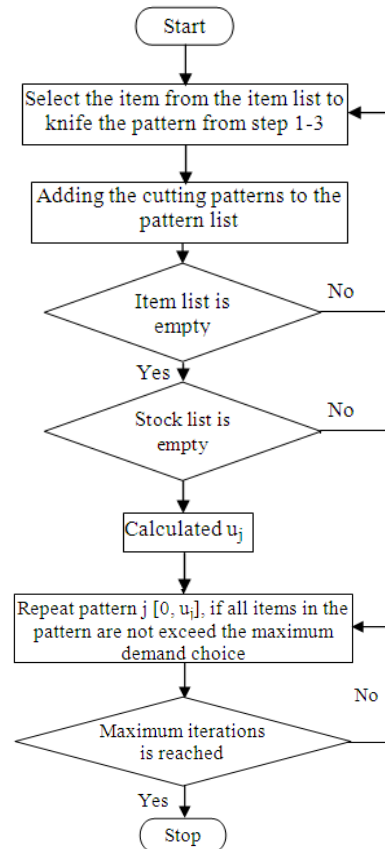 Start
Select the item from the item list to
knife the pattern from step 1-3
Adding the cutting patterns to the
pattern list
Item list is
empty
No
Yes
Stock list is
empty
No
Calculated uj
Repeat pattern j [0, uj], if all items in the
pattern are not exceed the maximum
demand choice
Maximum iterations
is reached
No
Yes
Stop